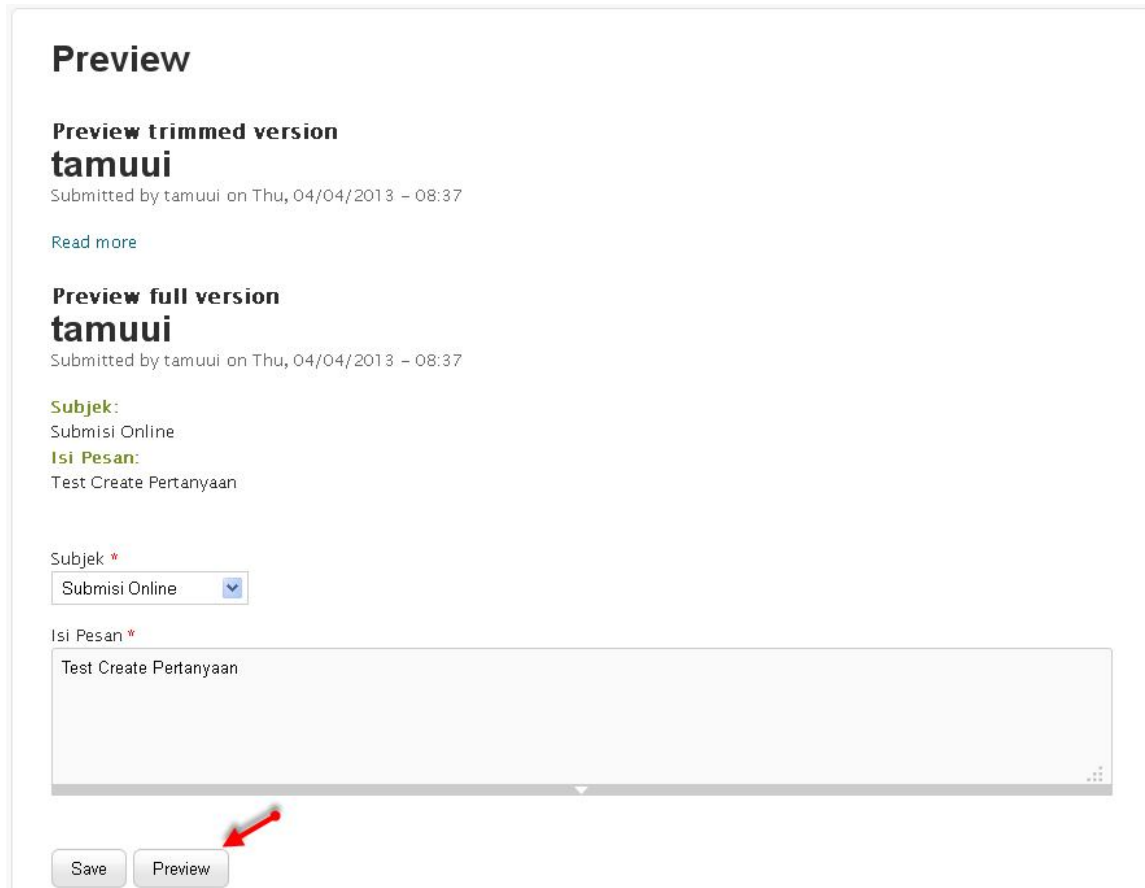 Preview
Preview trimmed version
tamuui
Submitted by tamuui on Thu, 04/04/2013 – 08:37
Read more
Preview full version
tamuui
Submitted by tamuui on Thu, 04/04/2013 – 08:37
Subjek:
Submisi Online
Isi Pesan:
Test Create Pertanyaan
Subjek *
Submisi Online
Isi Pesan *
Test Create Pertanyaan
Save Preview